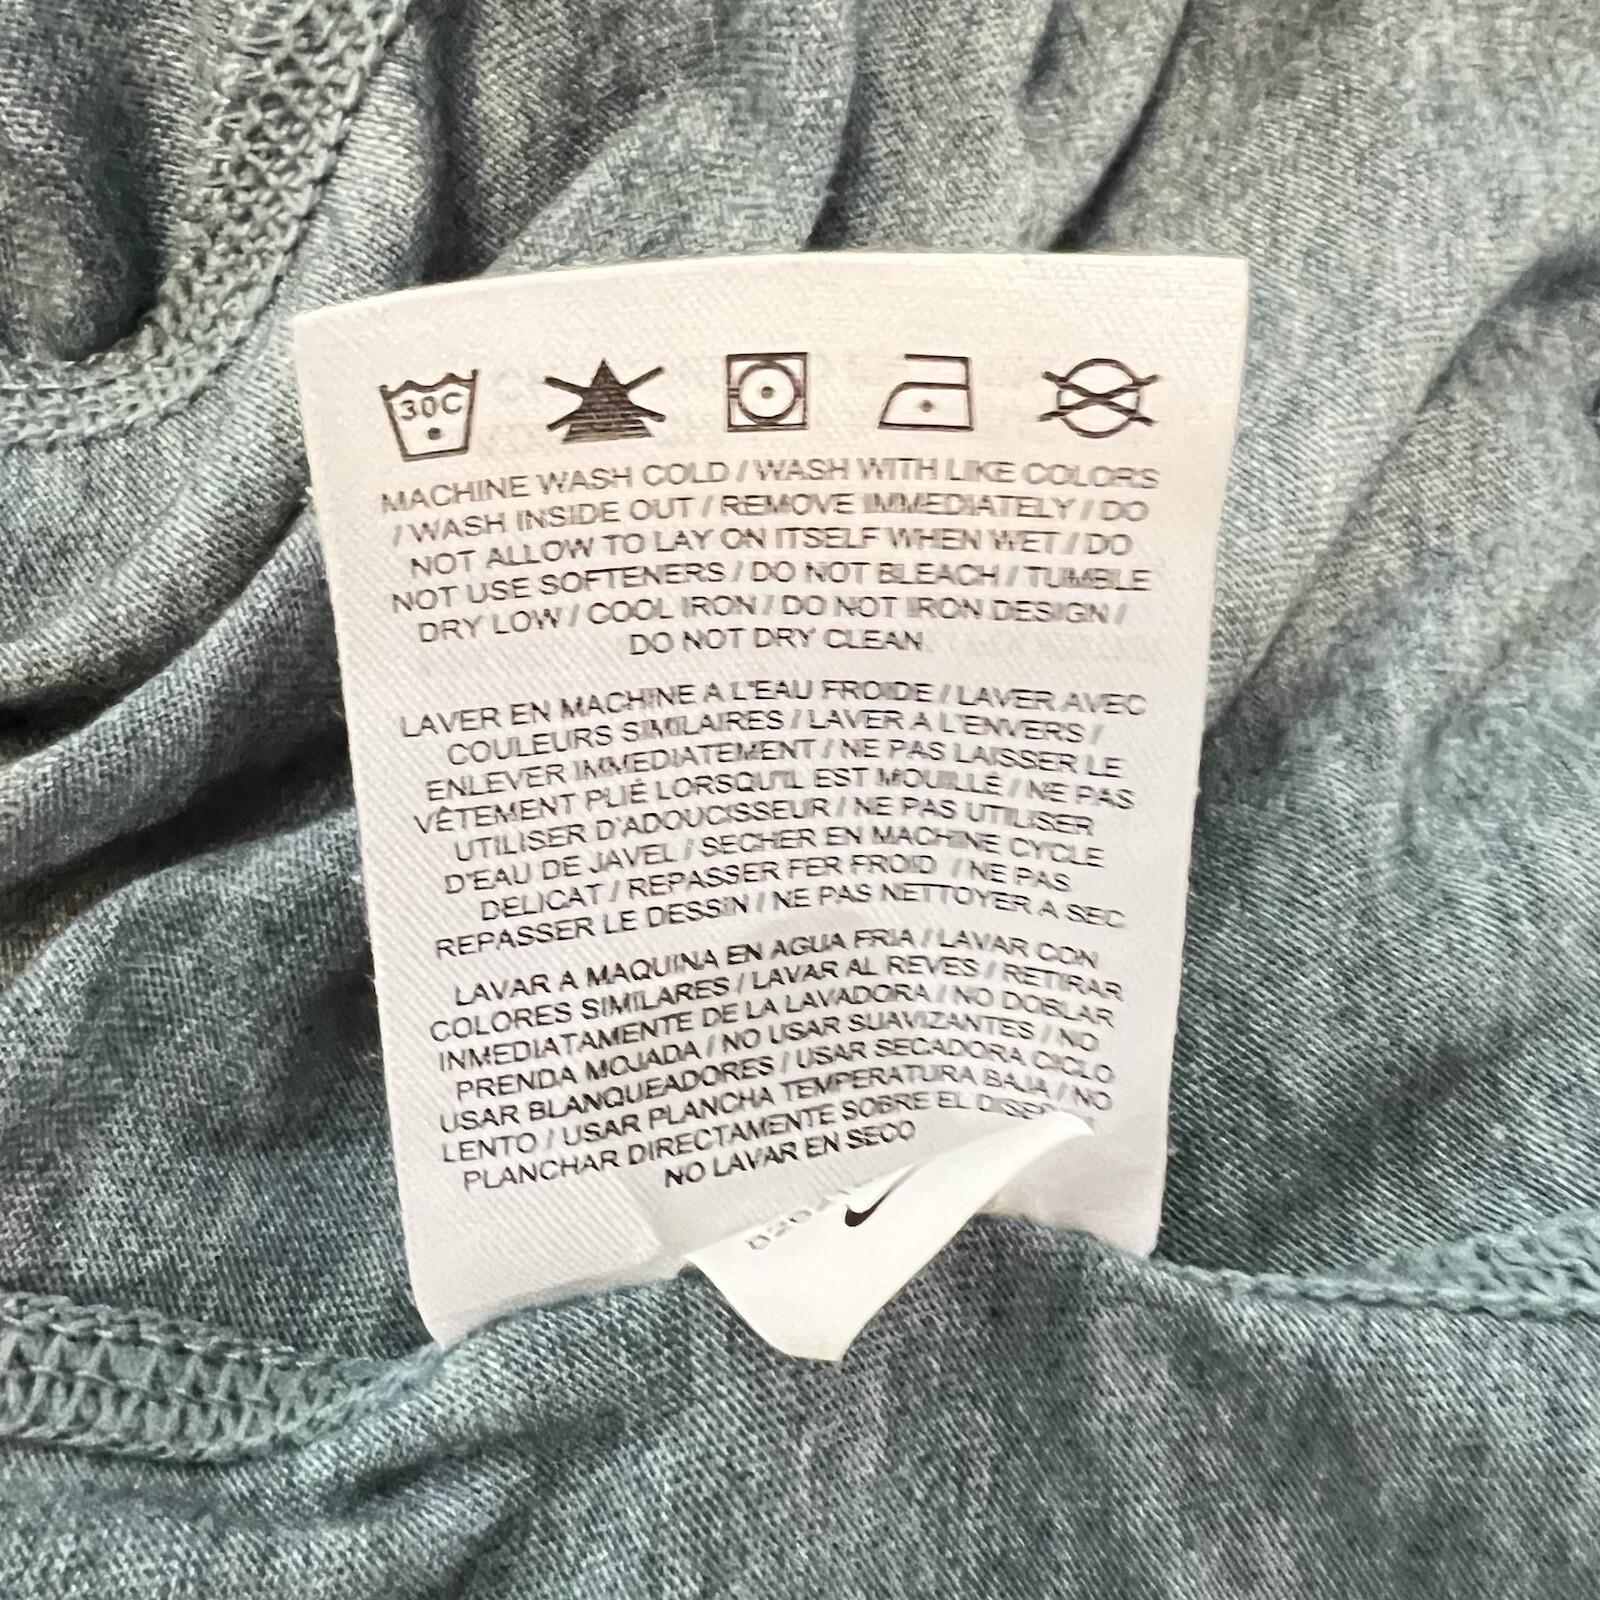 30C
MACHINE WASH COLD / WASH WITH LIKE COLORS
/ WASH INSIDE OUT / REMOVE IMMEDIATELY / DO
NOT ALLOW TO LAY ON ITSELF WHEN WET / DO
NOT USE SOFTENERS / DO NOT BLEACH / TUMBLE
DRY LOW / COOL IRON / DO NOT IRON DESIGN /
DO NOT DRY CLEAN
LAVER EN MACHINE A L'EAU FROIDE / LAVER AVEC
COULEURS SIMILAIRES / LAVER A L'ENVERS /
ENLEVER IMMEDIATEMENT / NE PAS LAISSER LE
VÊTEMENT PLIÉ LORSQU'IL EST MOUILLÉ / NE PAS
UTILISER D'ADOUCISSEUR / NE PAS UTILISER
D'EAU DE JAVEL / SECHER EN MACHINE CYCLE
DELICAT / REPASSER FER FROID / NE PAS
REPASSER LE DESSIN / NE PAS NETTOYER A SEC
LAVAR A MAQUINA EN AGUA FRIA / LAVAR CON
COLORES SIMILARES / LAVAR AL REVES / RETIRAR
INMEDIATAMENTE DE LA LAVADORA / NO DOBLAR
PRENDA MOJADA / NO USAR SUAVIZANTES / NO
USAR BLANQUEADORES / USAR SECADORA CICLO
LENTO / USAR PLANCHA TEMPERATURA BAJA / NO
PLANCHAR DIRECTAMENTE SOBRE EL
NO LAVAR EN SECO